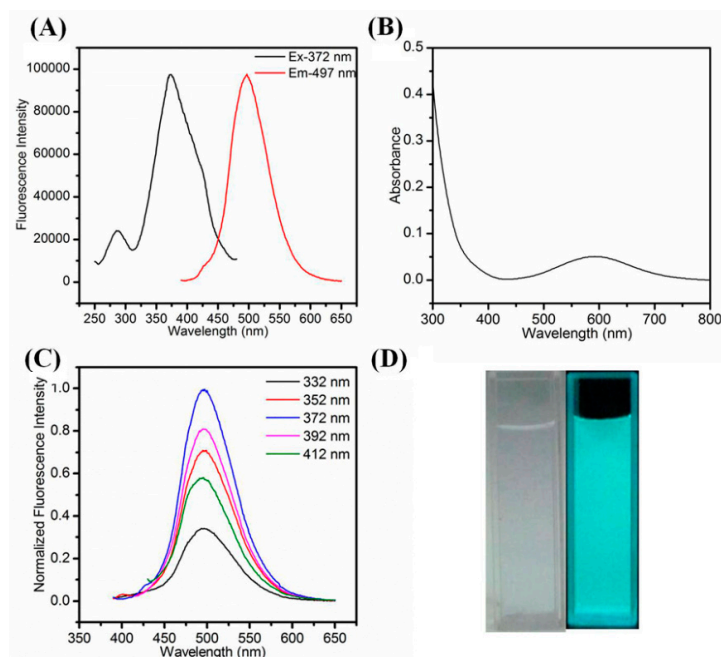 (A)
Ex-372 nm
Em-497 nm
100000
80000
60000
40000
20000
0
Fluorescence Intensity
250 300 350 400 450 500 550 600 650
Wavelength (nm)
(B)
0.5
0.4
0.3
0.2
0.1
0.0
Absorbance
300 400 500 600 700 800
Wavelength (nm)
(C)
332 nm
352 nm
372 nm
392 nm
412 nm
1.0
0.8
0.6
0.4
0.2
0.0
Normalized Fluorescence Intensity
350 400 450 500 550 600 650
Wavelength (nm)
(D)